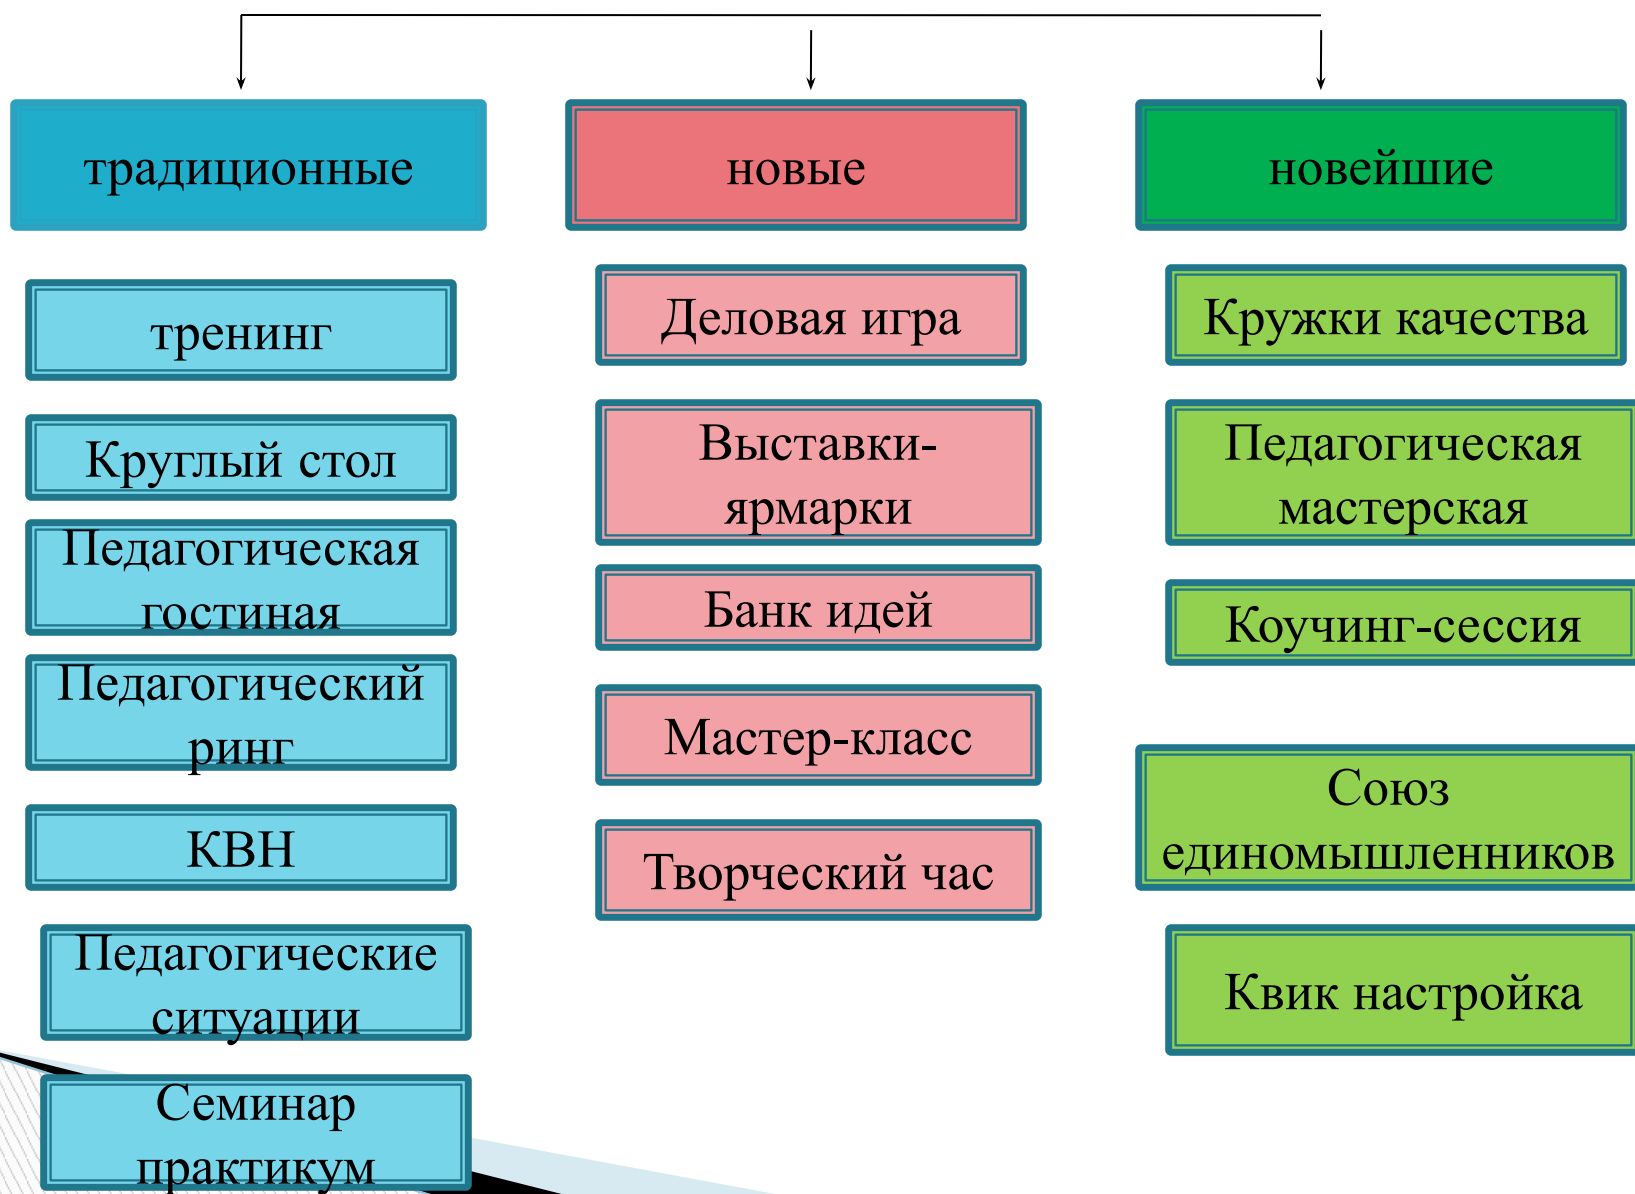 традиционные
тренинг
Круглый стол
Педагогическая
гостиная
Педагогический
ринг
КВН
Педагогические
ситуации
Семинар
практикум
новые
Деловая игра
Выставки-
ярмарки
Банк идей
Мастер-класс
Творческий час
новейшие
Кружки качества
Педагогическая
мастерская
Коучинг-сессия
Союз
единомышленников
Квик настройка